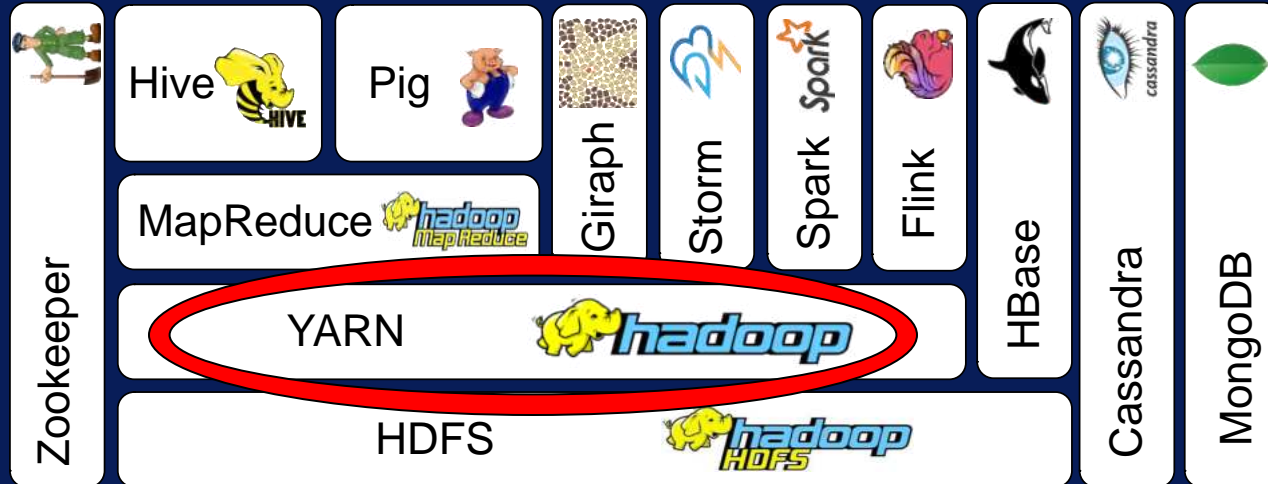 Zookeeper
Hive
HIVE
Pig
MapReduce
hadoop
Map Reduce
Giraph
Storm
Spark
Spark
Flink
HBase
cassandra
Cassandra
MongoDB
YARN
hadoop
HDFS
hadoop
HDFS